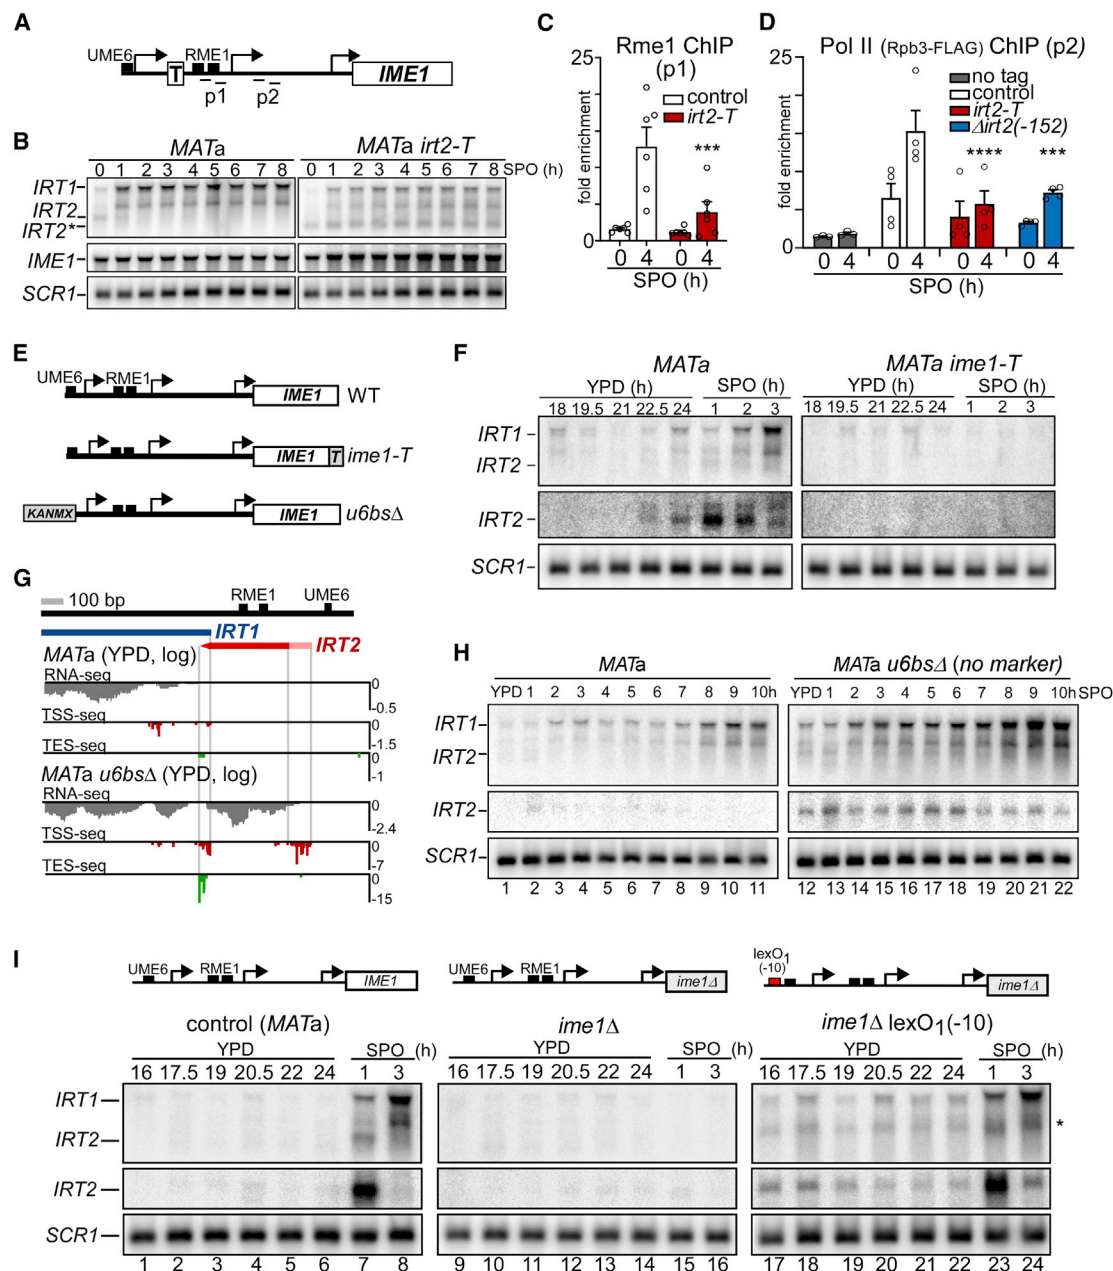 A
UME6 RME1
T
p1 p2
IME1
B
MATa MATa irt2-T
0 1 2 3 4 5 6 7 8 0 1 2 3 4 5 6 7 8 SPO (h)
IRT1
IRT2
IRT2*
IME1
SCR1
C
Rme1 ChIP
(p1)
25
control
irt2-T
***
fold enrichment
0
0 4 0 4
SPO (h)
D
Pol II (Rpb3-FLAG) ChIP (p2)
25
no tag
control
irt2-T
Δirt2(-152)
**** ***
fold enrichment
0
0 4 0 4 0 4 0 4
SPO (h)
E
UME6 RME1
IME1 WT
IME1 T ime1-T
KANMX IME1 u6bsΔ
F
MATa MATa ime1-T
YPD (h) SPO (h) YPD (h) SPO (h)
18 19.5 21 22.5 24 1 2 3 18 19.5 21 22.5 24 1 2 3
IRT1
IRT2
IRT2
SCR1
G
100 bp RME1 UME6
IRT1
IRT2
MATa (YPD, log)
RNA-seq 0
-0.5
TSS-seq 0
-1.5
TES-seq 0
-1
MATa u6bsΔ (YPD, log)
RNA-seq 0
-2.4
TSS-seq 0
-7
TES-seq 0
-15
H
MATa MATa u6bsΔ (no marker)
YPD 1 2 3 4 5 6 7 8 9 10h YPD 1 2 3 4 5 6 7 8 9 10h SPO
IRT1
IRT2
IRT2
SCR1
1 2 3 4 5 6 7 8 9 10 11 12 13 14 15 16 17 18 19 20 21 22
I
UME6 RME1 IME1 UME6 RME1 ime1Δ lexO1 (-10) ime1Δ
control (MATa) ime1Δ ime1Δ lexO1(-10)
YPD SPO (h) YPD SPO (h) YPD SPO (h)
16 17.5 19 20.5 22 24 1 3 16 17.5 19 20.5 22 24 1 3 16 17.5 19 20.5 22 24 1 3
IRT1
*
IRT2
IRT2
SCR1
1 2 3 4 5 6 7 8 9 10 11 12 13 14 15 16 17 18 19 20 21 22 23 24